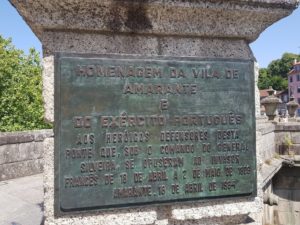 HOMENAGEM DA VILA DE
AMARANTE
E
DO EXÉRCITO PORTUGUÊS
AOS HERÓICOS DEFENSORES DESTA
PONTE QUE SOB O COMANDO DO GENERAL
SILVEIRA SE OPUSERAM AO INVASOR
FRANCÊS, DE 18 DE ABRIL A 2 DE MAIO DE 1809
AMARANTE, 18 DE ABRIL DE